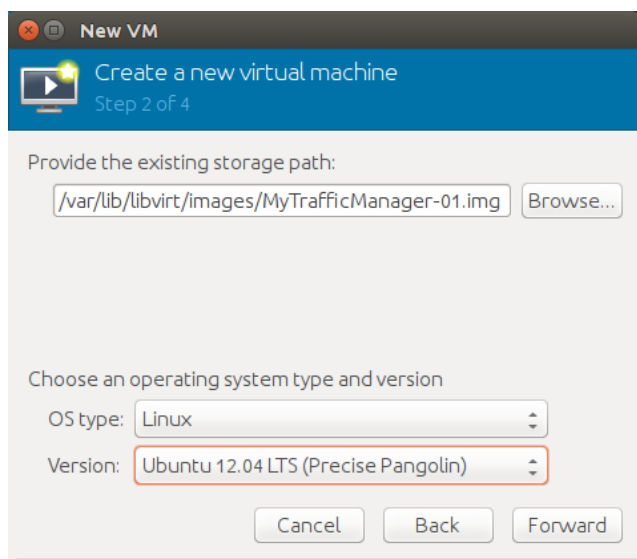 New VM
Create a new virtual machine
Step 2 of 4
Provide the existing storage path:
/var/lib/libvirt/images/MyTrafficManager-01.img Browse...
Choose an operating system type and version
OS type: Linux
Version: Ubuntu 12.04 LTS (Precise Pangolin)
Cancel Back Forward